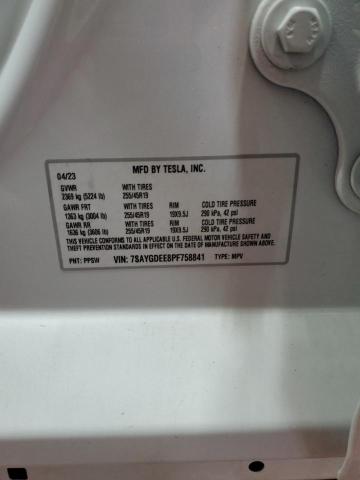 04/23 MFD BY TESLA, INC.
GVWR WITH TIRES
2369 kg (5224 lb) 255/45R19
GAWR FRT WITH TIRES RIM COLD TIRE PRESSURE
1363 kg (3004 lb) 255/45R19 19X9.5J 290 kPa, 42 psi
GAWR RR WITH TIRES RIM COLD TIRE PRESSURE
1636 kg (3606 lb) 255/45R19 19X9.5J 290 kPa, 42 psi
THIS VEHICLE CONFORMS TO ALL APPLICABLE U.S. FEDERAL MOTOR VEHICLE SAFETY AND
THEFT PREVENTION STANDARDS IN EFFECT ON THE DATE OF MANUFACTURE SHOWN ABOVE.
PNT: PPSW VIN: 7SAYGDEE8PF758841 TYPE: MPV